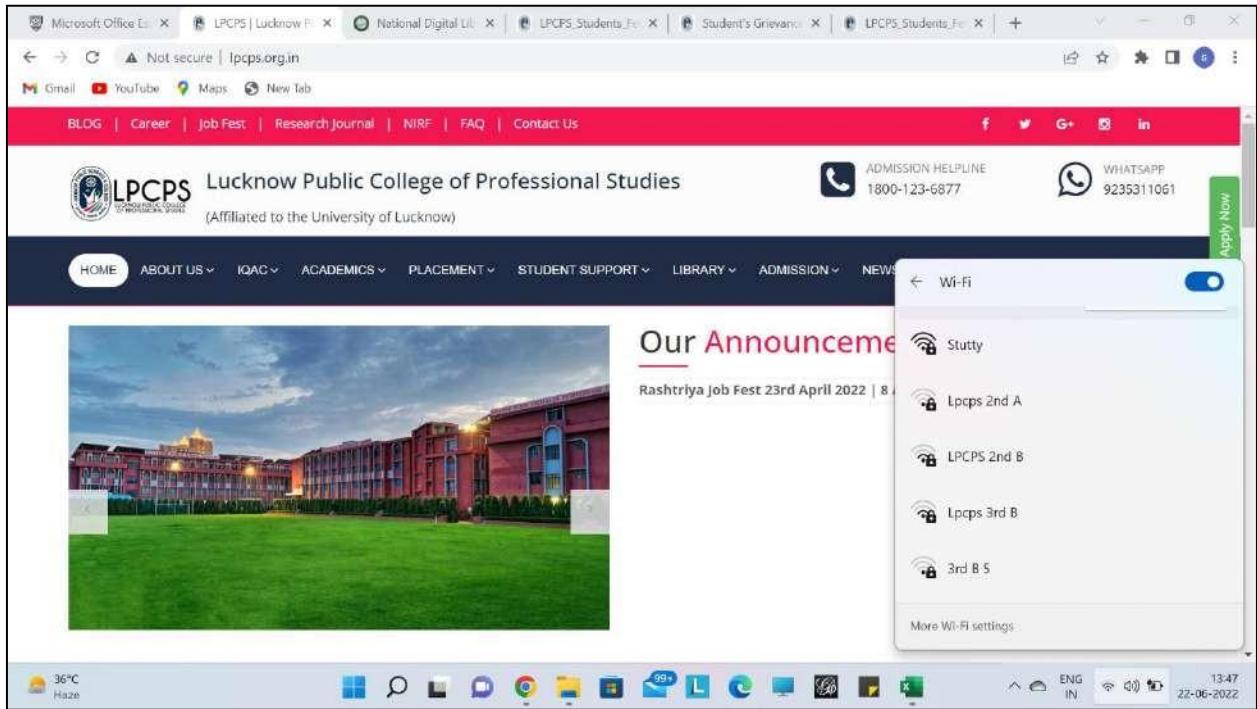 Microsoft Office E
LPCPS | Lucknow P
National Digital Lib
LPCPS_Students_Fe
Student's Grievanc
LPCPS_Students_Fe
Not secure | lpcps.org.in
Gmail YouTube Maps New Tab
BLOG | Career | Job Fest | Research Journal | NIRF | FAQ | Contact Us
f G+ in
LPCPS
Lucknow Public College of Professional Studies
(Affiliated to the University of Lucknow)
ADMISSION HELPLINE
1800-123-6877
WHATSAPP
9235311061
Apply Now
HOME ABOUT US IQAC ACADEMICS PLACEMENT STUDENT SUPPORT LIBRARY ADMISSION NEWS
Our Announceme
Rashtriya Job Fest 23rd April 2022 | 8
Wi-Fi
Stutty
Lpcps 2nd A
LPCPS 2nd B
Lpcps 3rd B
3rd B 5
More Wi-Fi settings
36°C
Haze
99+
ENG
IN
13:47
22-06-2022